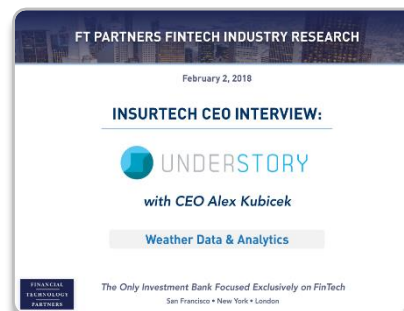 FT PARTNERS FINTECH INDUSTRY RESEARCH
February 2, 2018
INSURTECH CEO INTERVIEW:
UNDERSTORY
with CEO Alex Kubicek
Weather Data & Analytics
FINANCIAL
TECHNOLOGY
PARTNERS
The Only Investment Bank Focused Exclusively on FinTech
San Francisco • New York • London